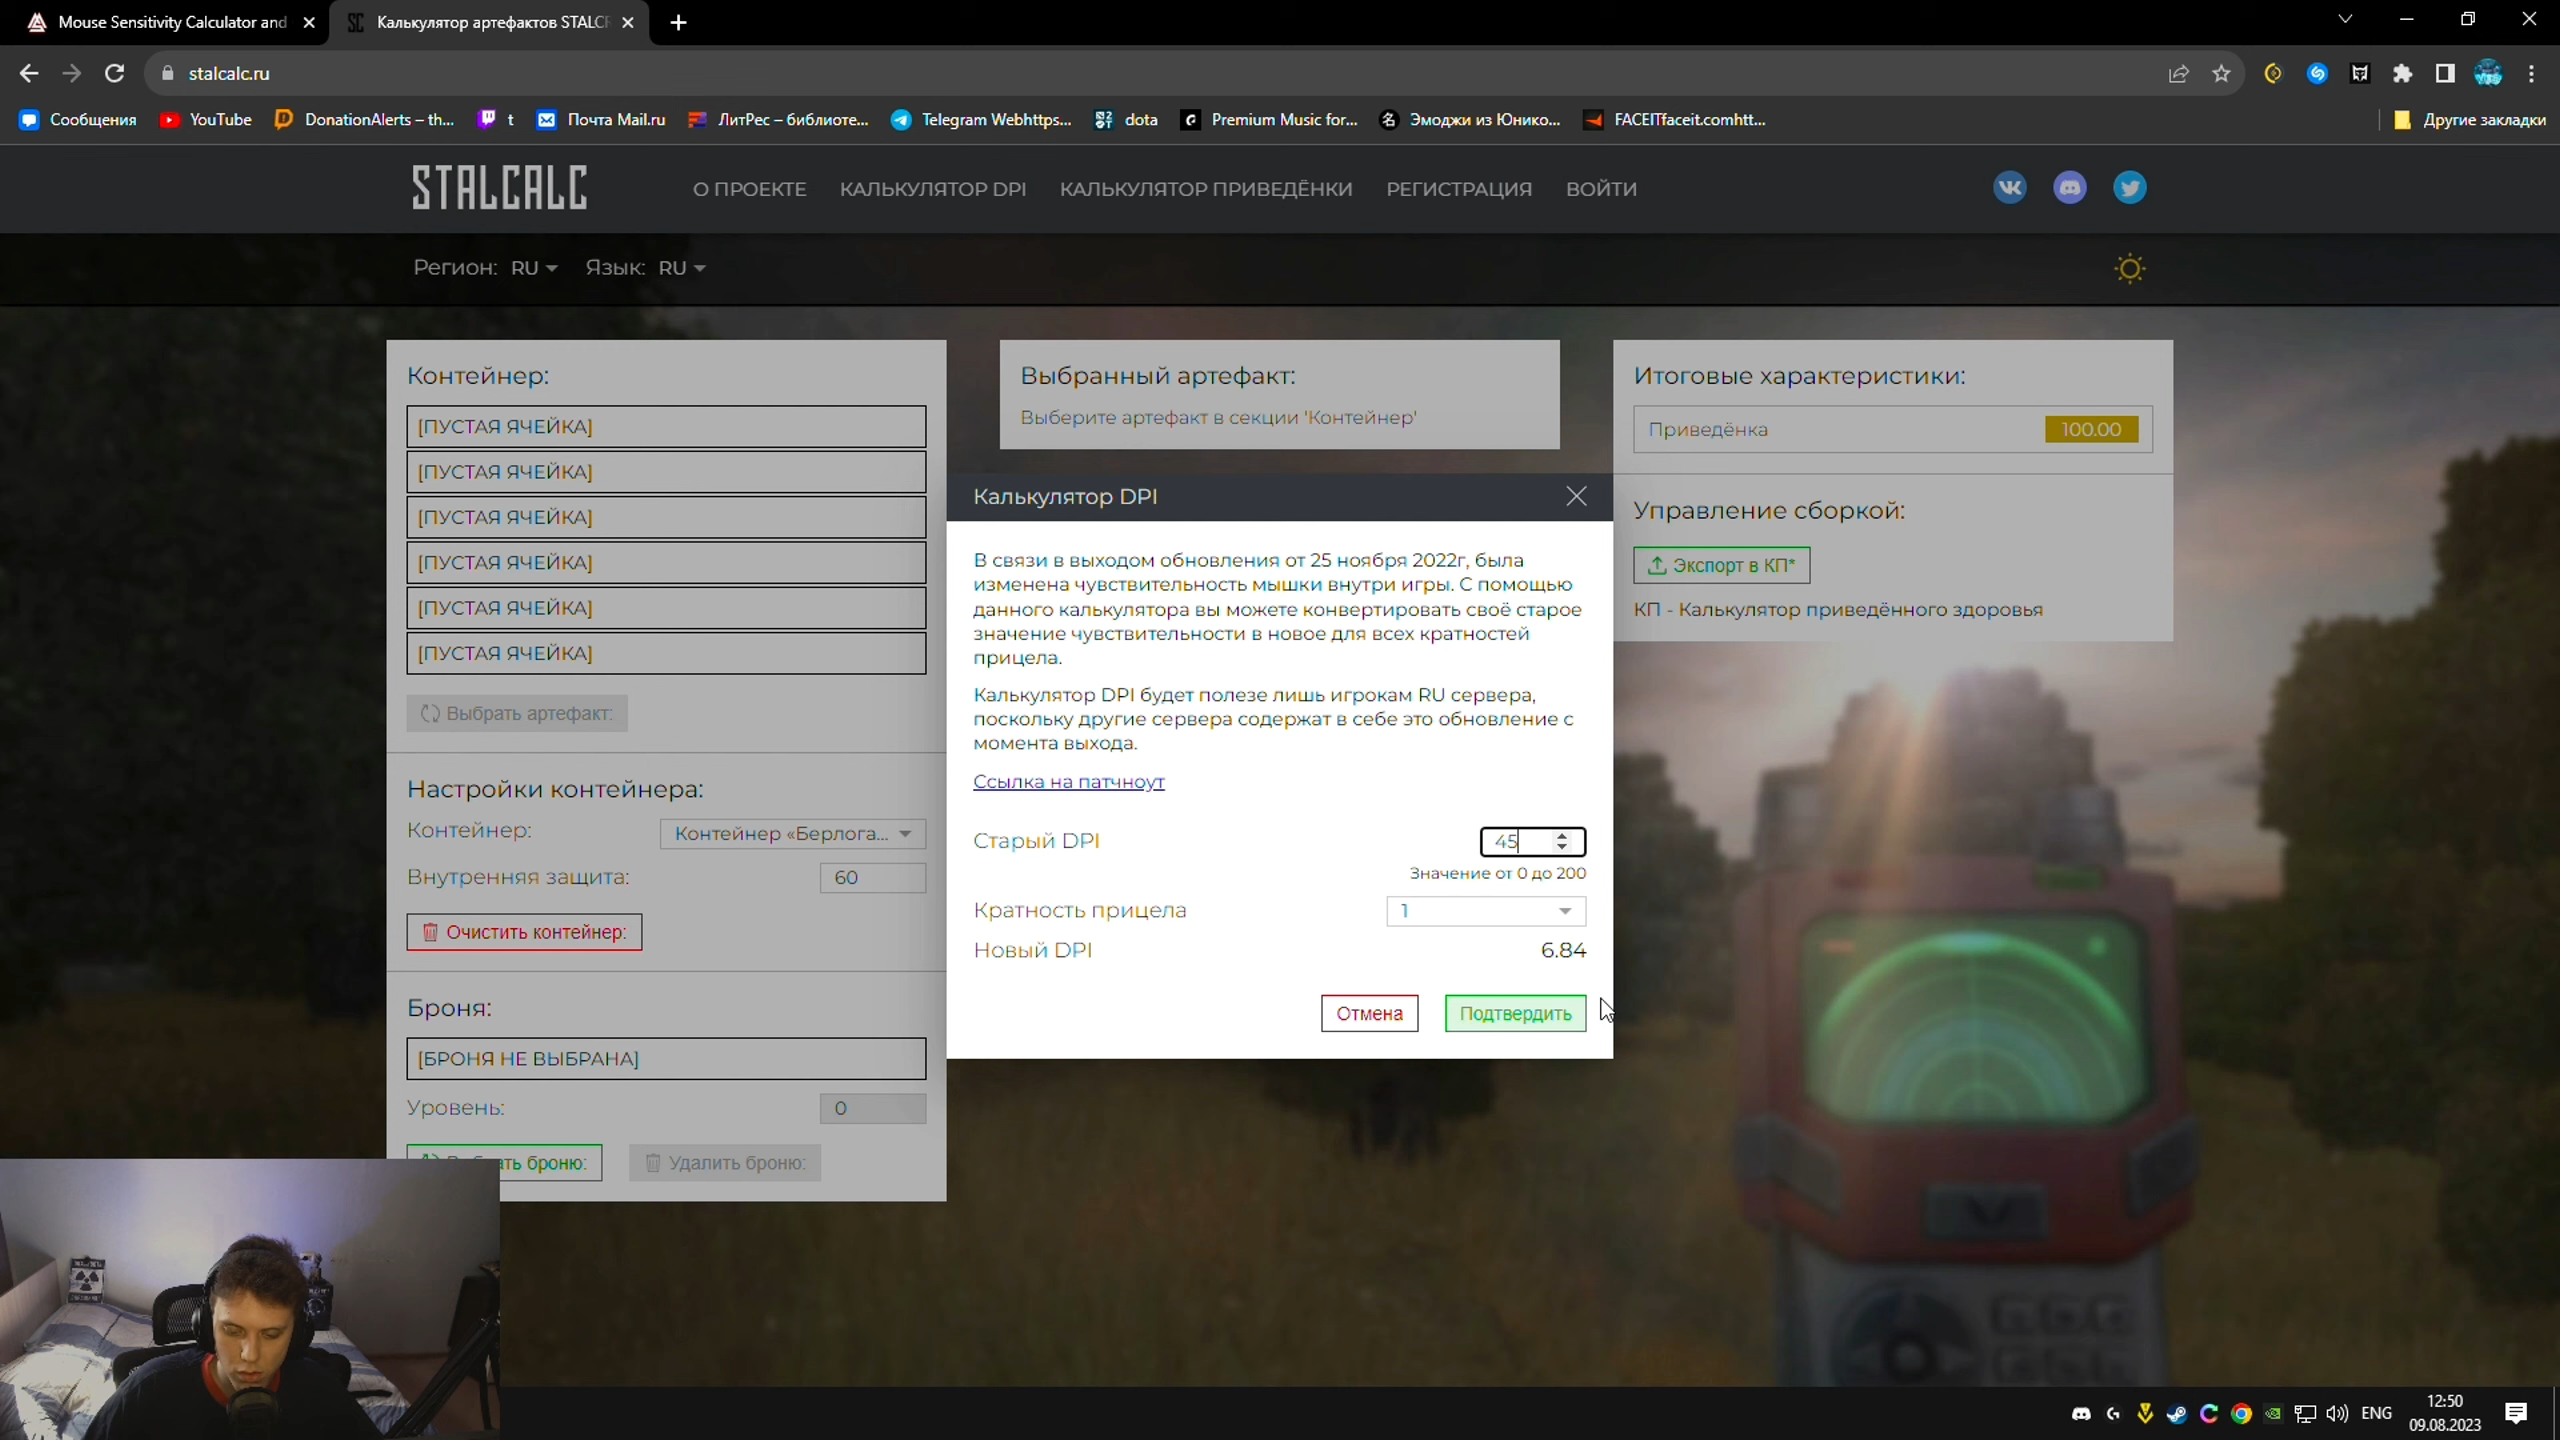 Mouse Sensitivity Calculator and
Калькулятор артефактов STALCR
stalcalc.ru
Сообщения
YouTube
DonationAlerts – th...
t
Почта Mail.ru
ЛитРес – библиоте...
Telegram Webhttps...
dota
Premium Music for...
Эмоджи из Юнико...
FACEITfaceit.comhtt...
Другие закладки
STALCALC
О ПРОЕКТЕ
КАЛЬКУЛЯТОР DPI
КАЛЬКУЛЯТОР ПРИВЕДЁНКИ
РЕГИСТРАЦИЯ
ВОЙТИ
Регион: RU
Язык: RU
Контейнер:
[ПУСТАЯ ЯЧЕЙКА]
[ПУСТАЯ ЯЧЕЙКА]
[ПУСТАЯ ЯЧЕЙКА]
[ПУСТАЯ ЯЧЕЙКА]
[ПУСТАЯ ЯЧЕЙКА]
[ПУСТАЯ ЯЧЕЙКА]
Выбрать артефакт:
Настройки контейнера:
Контейнер: Контейнер «Берлога...
Внутренняя защита: 60
Очистить контейнер:
Броня:
[БРОНЯ НЕ ВЫБРАНА]
Уровень: 0
ть броню:
Удалить броню:
Выбранный артефакт:
Выберите артефакт в секции 'Контейнер'
Калькулятор DPI
В связи в выходом обновления от 25 ноября 2022г, была
изменена чувствительность мышки внутри игры. С помощью
данного калькулятора вы можете конвертировать своё старое
значение чувствительности в новое для всех кратностей
прицела.
Калькулятор DPI будет полезе лишь игрокам RU сервера,
поскольку другие сервера содержат в себе это обновление с
момента выхода.
Ссылка на патчноут
Старый DPI 45
Значение от 0 до 200
Кратность прицела 1
Новый DPI 6.84
Отмена
Подтвердить
Итоговые характеристики:
Приведёнка 100.00
Управление сборкой:
Экспорт в КП*
КП - Калькулятор приведённого здоровья
ENG
12:50
09.08.2023